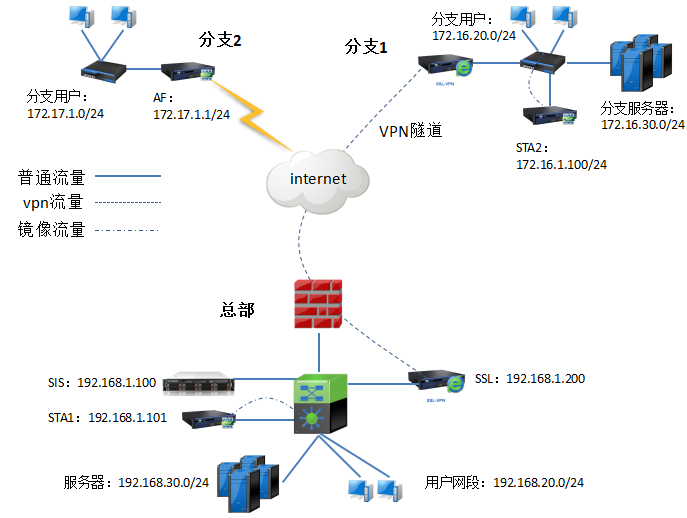 分支2
分支1
分支用户：
172.16.20.0/24
SSL-VPN
分支用户：
172.17.1.0/24
AF：
172.17.1.1/24
分支服务器：
172.16.30.0/24
VPN隧道
STA2：
172.16.1.100/24
internet
普通流量
vpn流量
镜像流量
总部
SIS：192.168.1.100
SSL：192.168.1.200
SSL-VPN
STA1：192.168.1.101
服务器：192.168.30.0/24
用户网段：192.168.20.0/24